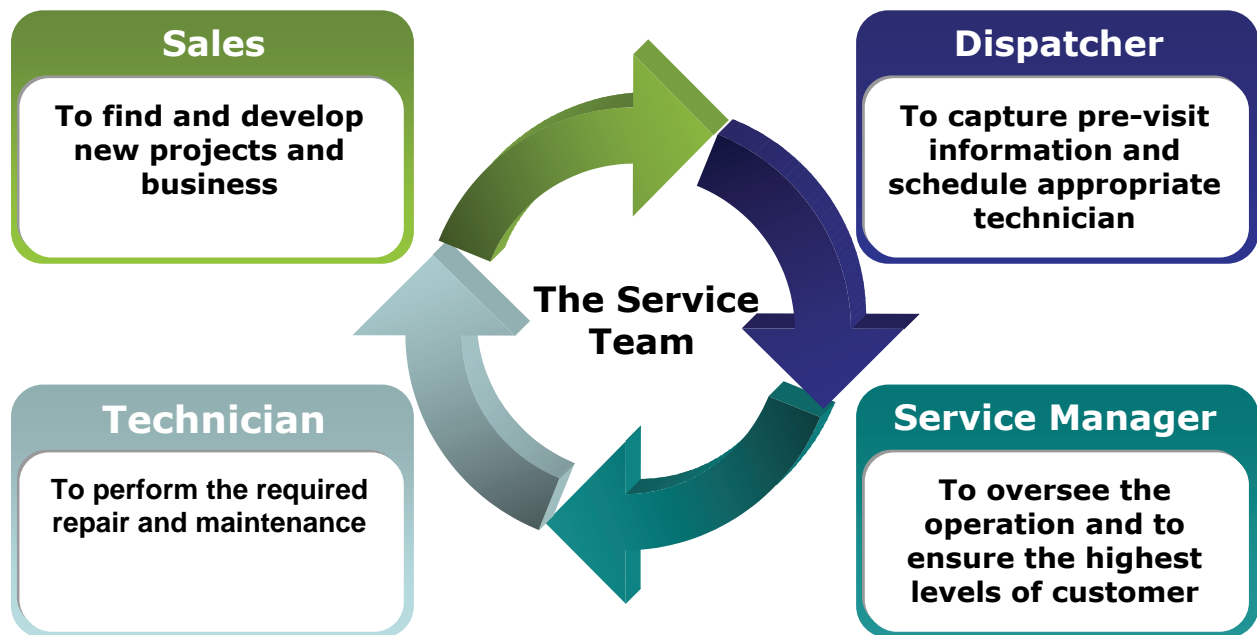 Sales
To find and develop
new projects and
business
Dispatcher
To capture pre-visit
information and
schedule appropriate
technician
The Service
Team
Technician
To perform the required
repair and maintenance
Service Manager
To oversee the
operation and to
ensure the highest
levels of customer